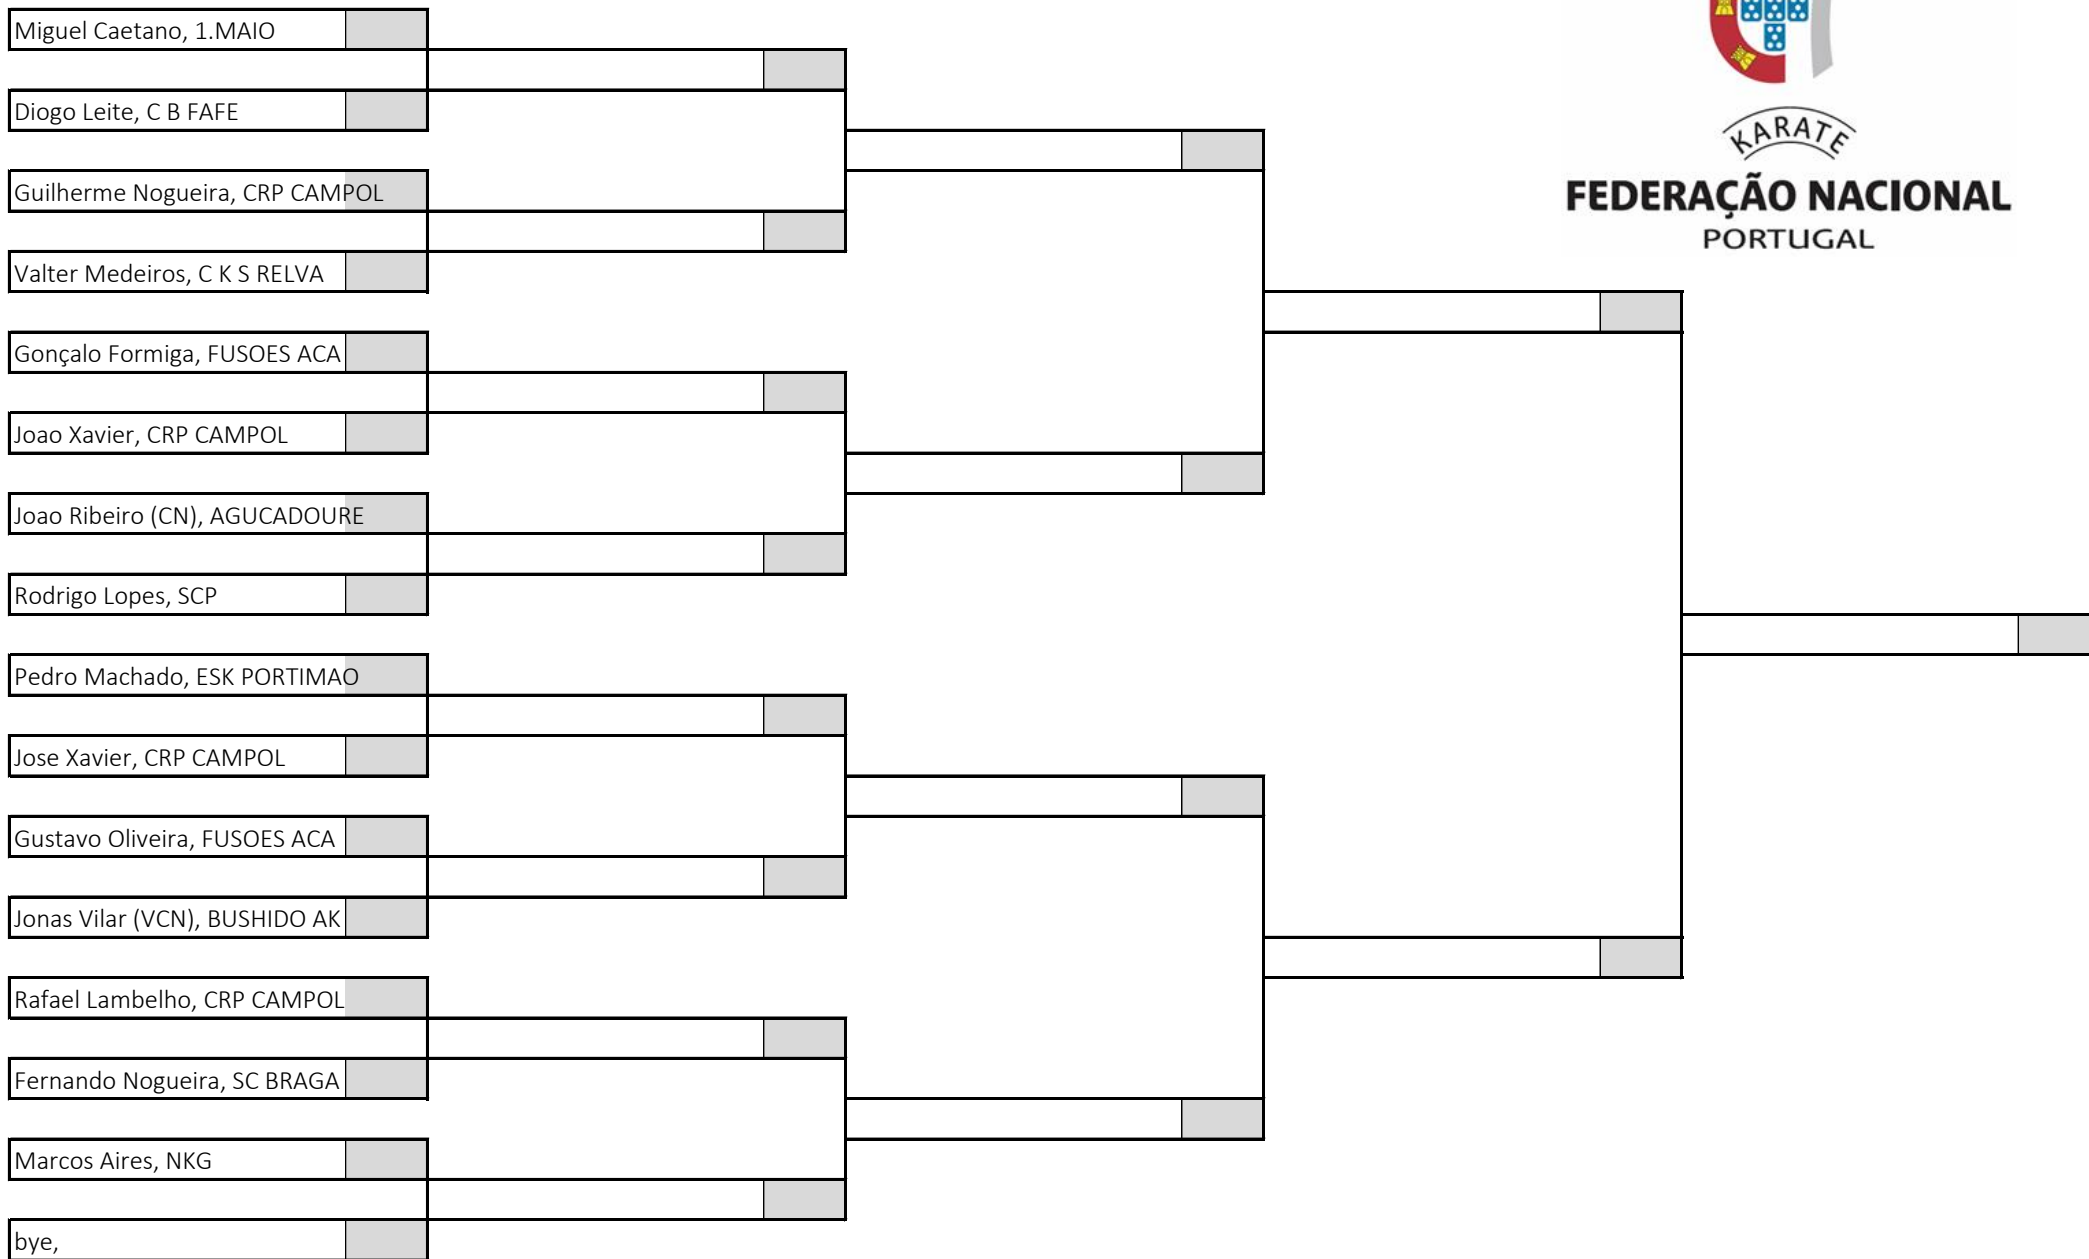 Miguel Caetano, 1.MAIO
Diogo Leite, C B FAFE
KARATE
Guilherme Nogueira, CRP CAMPOL
FEDERAÇÃO NACIONAL
PORTUGAL
Valter Medeiros, C K S RELVA
Gonçalo Formiga, FUSOES ACA
Joao Xavier, CRP CAMPOL
Joao Ribeiro (CN), AGUCADOURE
Rodrigo Lopes, SCP
Pedro Machado, ESK PORTIMAO
Jose Xavier, CRP CAMPOL
Gustavo Oliveira, FUSOES ACA
Jonas Vilar (VCN), BUSHIDO AK
Rafael Lambelho, CRP CAMPOL
Fernando Nogueira, SC BRAGA
Marcos Aires, NKG
bye,